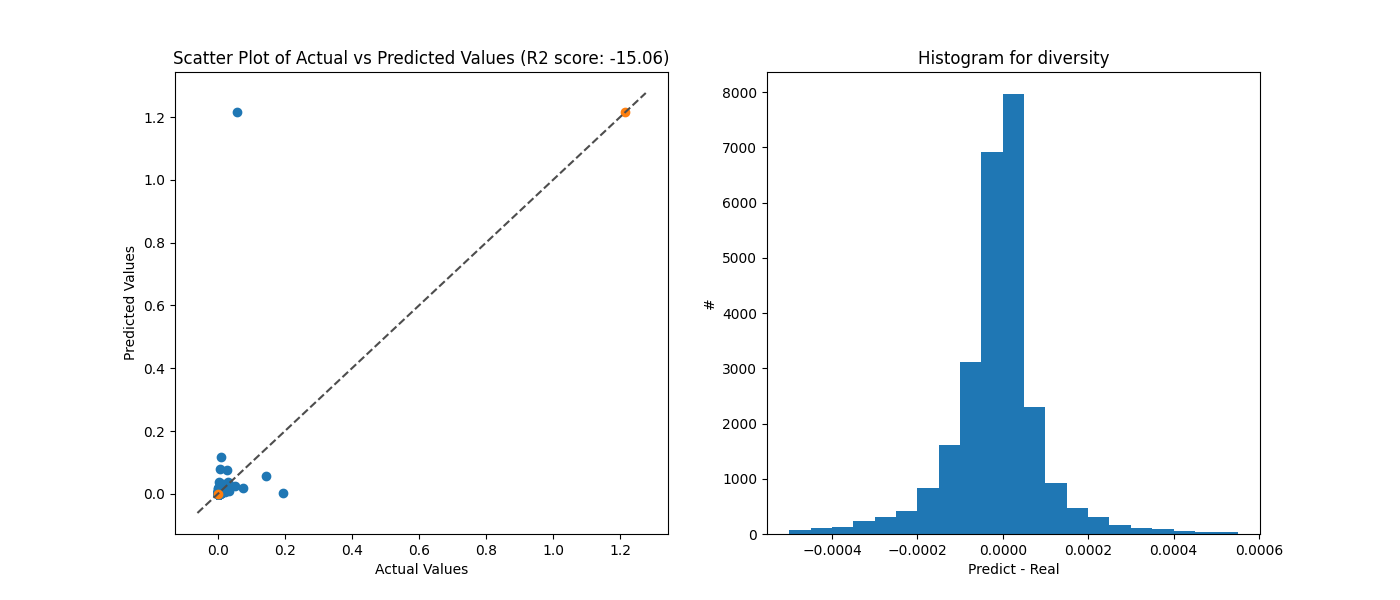 Scatter Plot of Actual vs Predicted Values (R2 score: -15.06)
1.2
1.0
0.8
0.6
0.4
0.2
0.0
Predicted Values
0.0 0.2 0.4 0.6 0.8 1.0 1.2
Actual Values
Histogram for diversity
8000
7000
6000
5000
4000
3000
2000
1000
0
#
−0.0004 −0.0002 0.0000 0.0002 0.0004 0.0006
Predict - Real